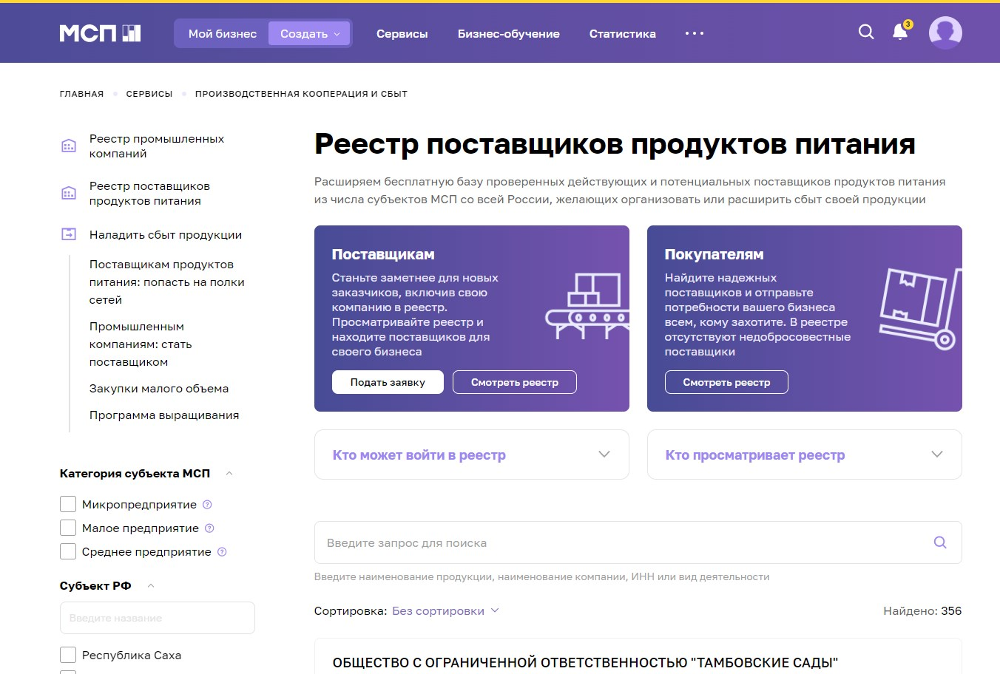 МСП
Мой бизнес
Создать
Сервисы
Бизнес-обучение
Статистика
3
ГЛАВНАЯ
СЕРВИСЫ
ПРОИЗВОДСТВЕННАЯ КООПЕРАЦИЯ И СБЫТ
Реестр промышленных
компаний
Реестр поставщиков
продуктов питания
Наладить сбыт продукции
Поставщикам продуктов
питания: попасть на полки
сетей
Промышленным
компаниям: стать
поставщиком
Закупки малого объема
Программа выращивания
Категория субъекта МСП
Микропредприятие
Малое предприятие
Среднее предприятие
Субъект РФ
Введите название
Республика Саха
Реестр поставщиков продуктов питания
Расширяем бесплатную базу проверенных действующих и потенциальных поставщиков продуктов питания
из числа субъектов МСП со всей России, желающих организовать или расширить сбыт своей продукции
Поставщикам
Станьте заметнее для новых
заказчиков, включив свою
компанию в реестр.
Просматривайте реестр и
находите поставщиков для
своего бизнеса
Подать заявку
Смотреть реестр
Покупателям
Найдите надежных
поставщиков и отправьте
потребности вашего бизнеса
всем, кому захотите. В реестре
отсутствуют недобросовестные
поставщики
Смотреть реестр
Кто может войти в реестр
Кто просматривает реестр
Введите запрос для поиска
Введите наименование продукции, наименование компании, ИНН или вид деятельности
Сортировка: Без сортировки
Найдено: 356
ОБЩЕСТВО С ОГРАНИЧЕННОЙ ОТВЕТСТВЕННОСТЬЮ "ТАМБОВСКИЕ САДЫ"